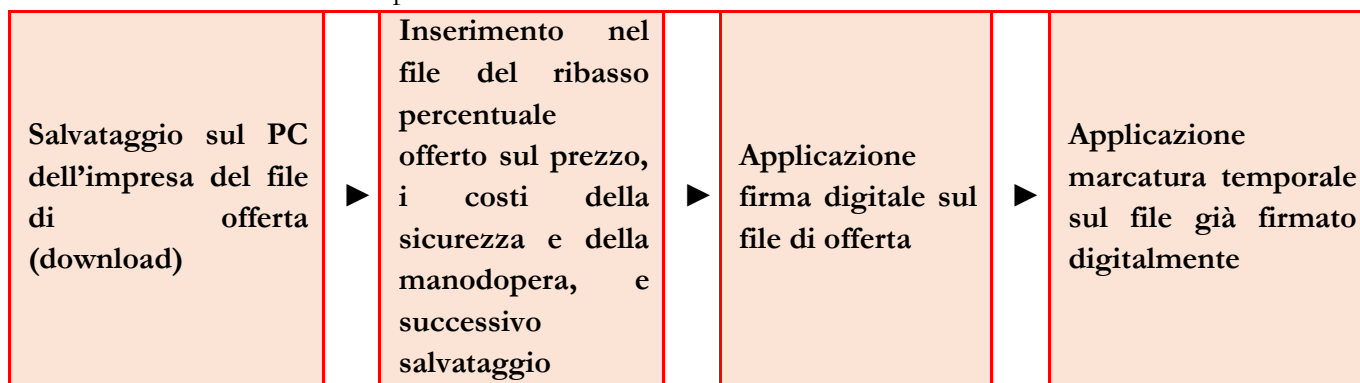 Salvataggio sul PC
dell’impresa del file
di offerta
(download)
►
Inserimento nel
file del ribasso
percentuale
offerto sul prezzo,
i costi della
sicurezza e della
manodopera, e
successivo
salvataggio
►
Applicazione
firma digitale sul
file di offerta
►
Applicazione
marcatura temporale
sul file già firmato
digitalmente